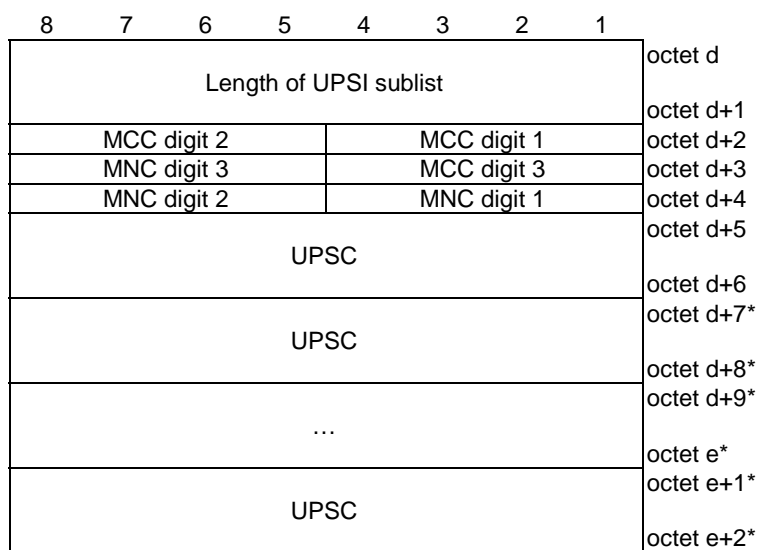 8 7 6 5 4 3 2 1
octet d
Length of UPSI sublist
octet d+1
MCC digit 2 MCC digit 1 octet d+2
MNC digit 3 MCC digit 3 octet d+3
MNC digit 2 MNC digit 1 octet d+4
octet d+5
UPSC
octet d+6
octet d+7*
UPSC
octet d+8*
octet d+9*
…
octet e*
octet e+1*
UPSC
octet e+2*